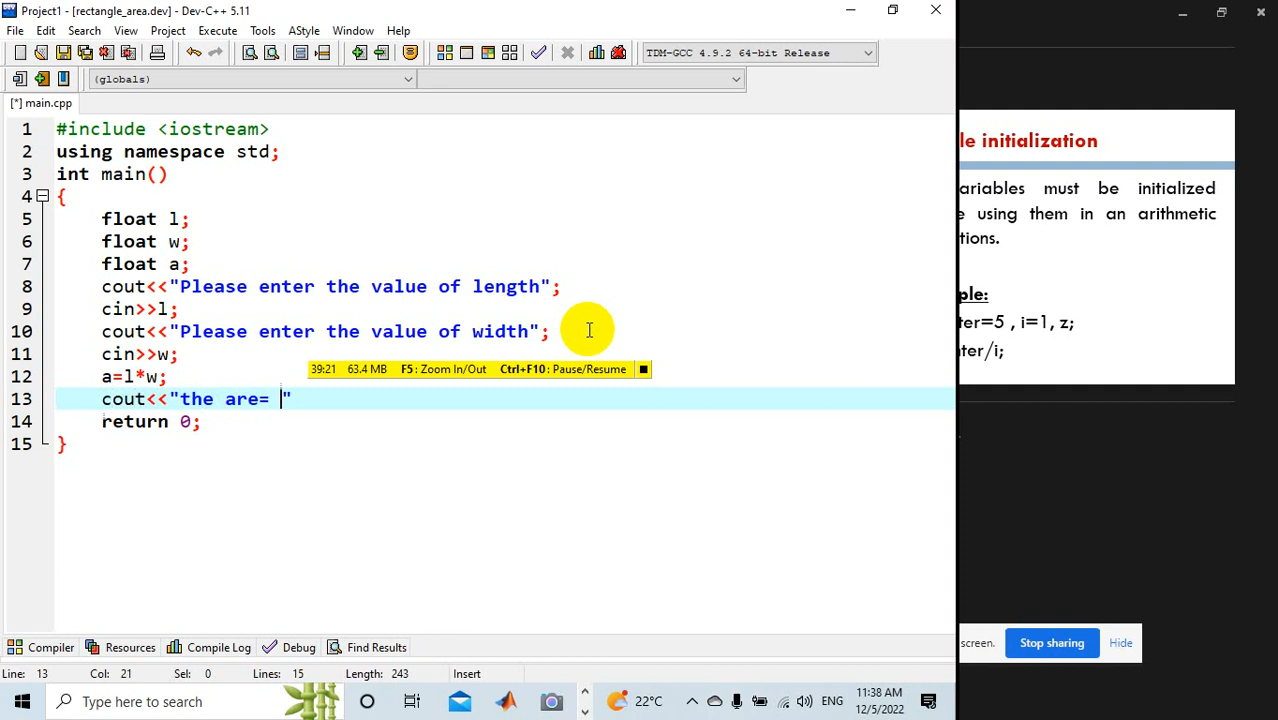 Project1 - [rectangle_area.dev] - Dev-C++ 5.11
File Edit Search View Project Execute Tools AStyle Window Help
TDM-GCC 4.9.2 64-bit Release
(globals)
[*] main.cpp
1 #include <iostream>
2 using namespace std;
3 int main()
4 {
5 float l;
6 float w;
7 float a;
8 cout<<"Please enter the value of length";
9 cin>>l;
10 cout<<"Please enter the value of width";
11 cin>>w;
39:21 63.4 MB F5: Zoom In/Out Ctrl+F10: Pause/Resume
12 a=l*w;
13 cout<<"the are= "
14 return 0;
15 }
le initialization
ariables must be initialized
e using them in an arithmetic
tions.
ple:
ter=5 , i=1, z;
nter/i;
screen. Stop sharing Hide
Compiler Resources Compile Log Debug Find Results
Line: 13 Col: 21 Sel: 0 Lines: 15 Length: 243 Insert
Type here to search
22°C
ENG
11:38 AM
12/5/2022